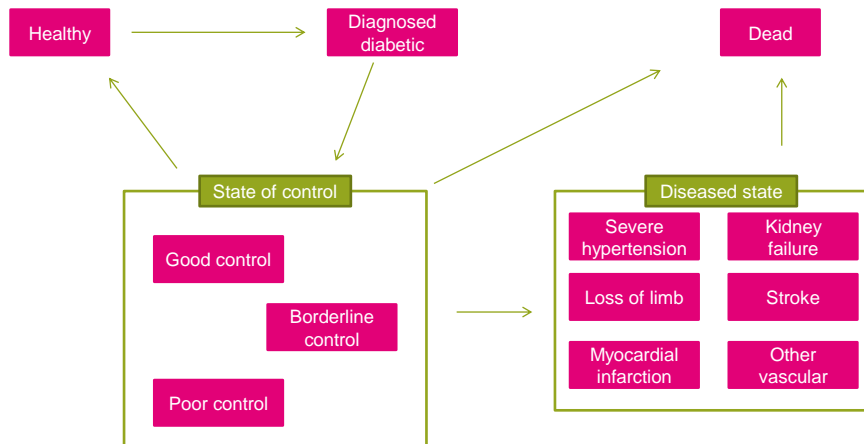 Healthy
Diagnosed
diabetic
Dead
State of control
Good control
Borderline
control
Poor control
Diseased state
Severe
hypertension
Kidney
failure
Loss of limb
Stroke
Myocardial
infarction
Other
vascular